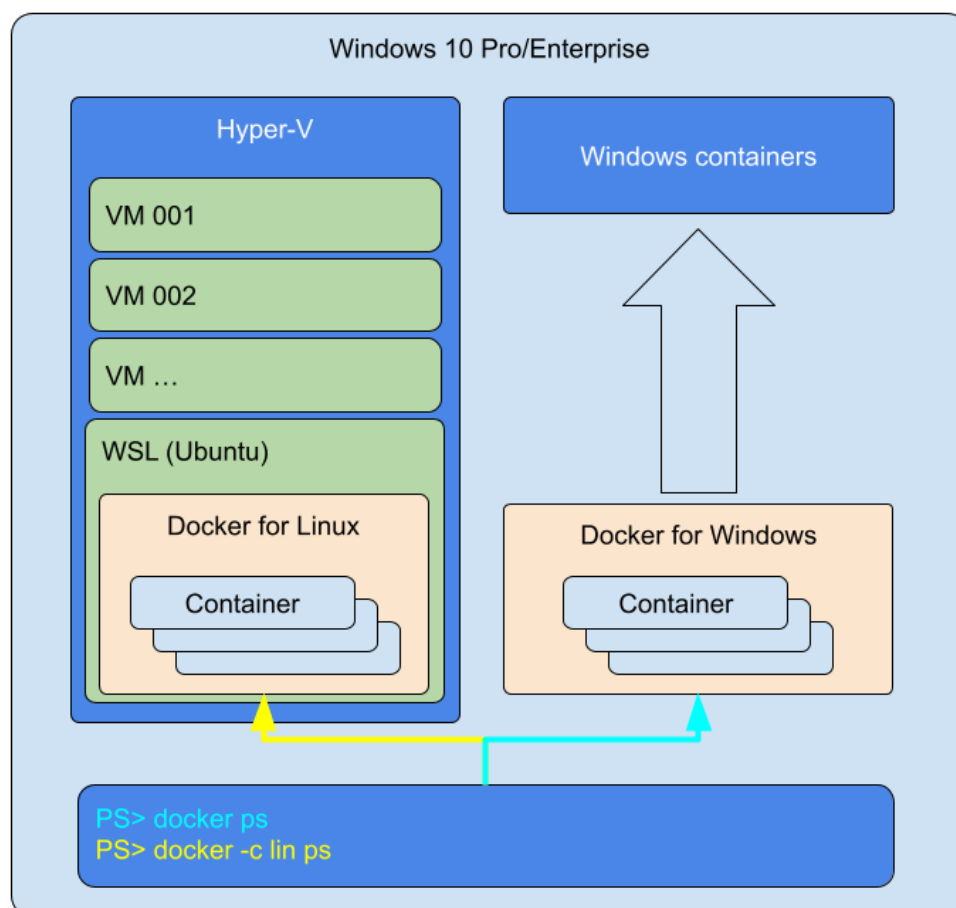 Windows 10 Pro/Enterprise
Hyper-V
VM 001
VM 002
VM …
WSL (Ubuntu)
Docker for Linux
Container
Windows containers
Docker for Windows
Container
PS> docker ps
PS> docker -c lin ps